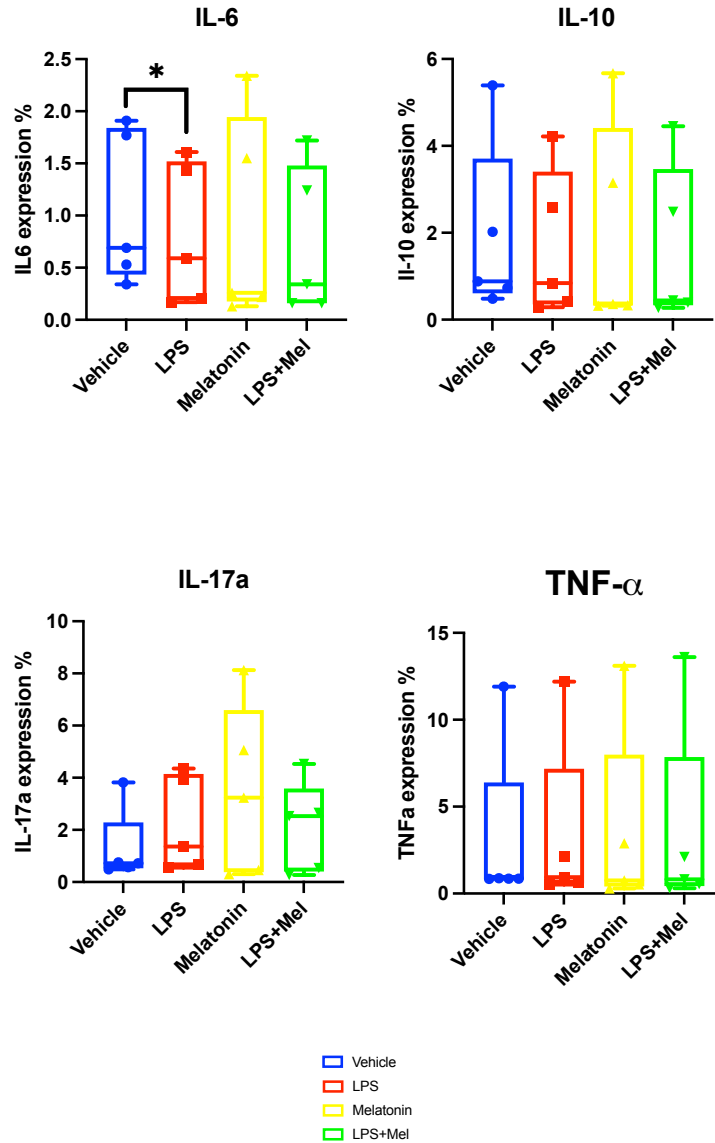 IL-6
IL6 expression %
2.5
2.0
1.5
1.0
0.5
0.0
*
Vehicle
LPS
Melatonin
LPS+Mel
IL-10
Il-10 expression %
6
4
2
0
Vehicle
LPS
Melatonin
LPS+Mel
IL-17a
IL-17a expression %
10
8
6
4
2
0
Vehicle
LPS
Melatonin
LPS+Mel
TNF-α
TNFa expression %
15
10
5
0
Vehicle
LPS
Melatonin
LPS+Mel
Vehicle
LPS
Melatonin
LPS+Mel